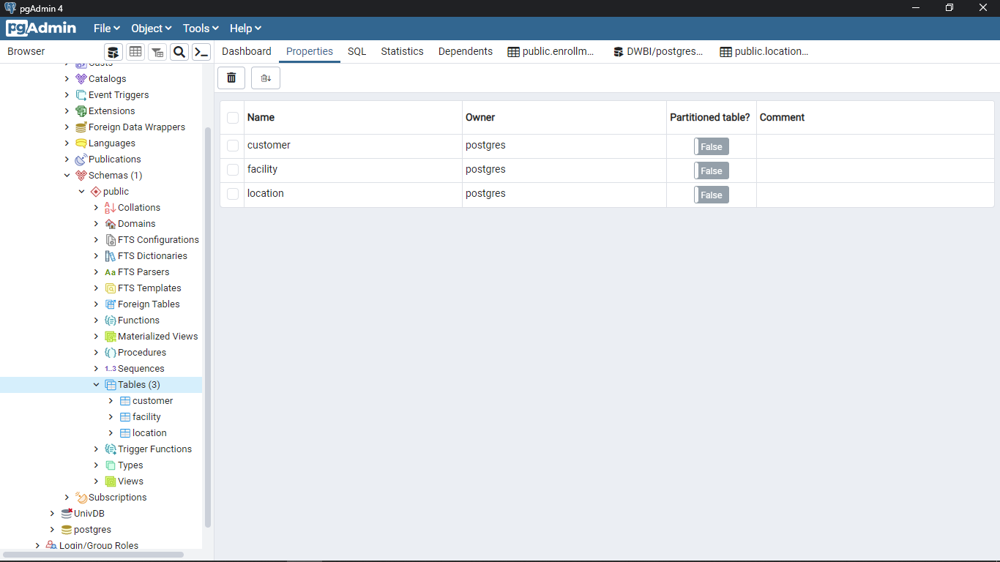 pgAdmin 4
pgAdmin File Object Tools Help
Browser
Dashboard Properties SQL Statistics Dependents public.enrollm... DWBI/postgres... public.location...
Casts
Catalogs
Event Triggers
Extensions
Foreign Data Wrappers
Languages
Publications
Schemas (1)
public
Collations
Domains
FTS Configurations
FTS Dictionaries
Aa FTS Parsers
FTS Templates
Foreign Tables
Functions
Materialized Views
Procedures
1..3 Sequences
Tables (3)
customer
facility
location
Trigger Functions
Types
Views
Subscriptions
UnivDB
postgres
Login/Group Roles
Name Owner Partitioned table? Comment
customer postgres False
facility postgres False
location postgres False